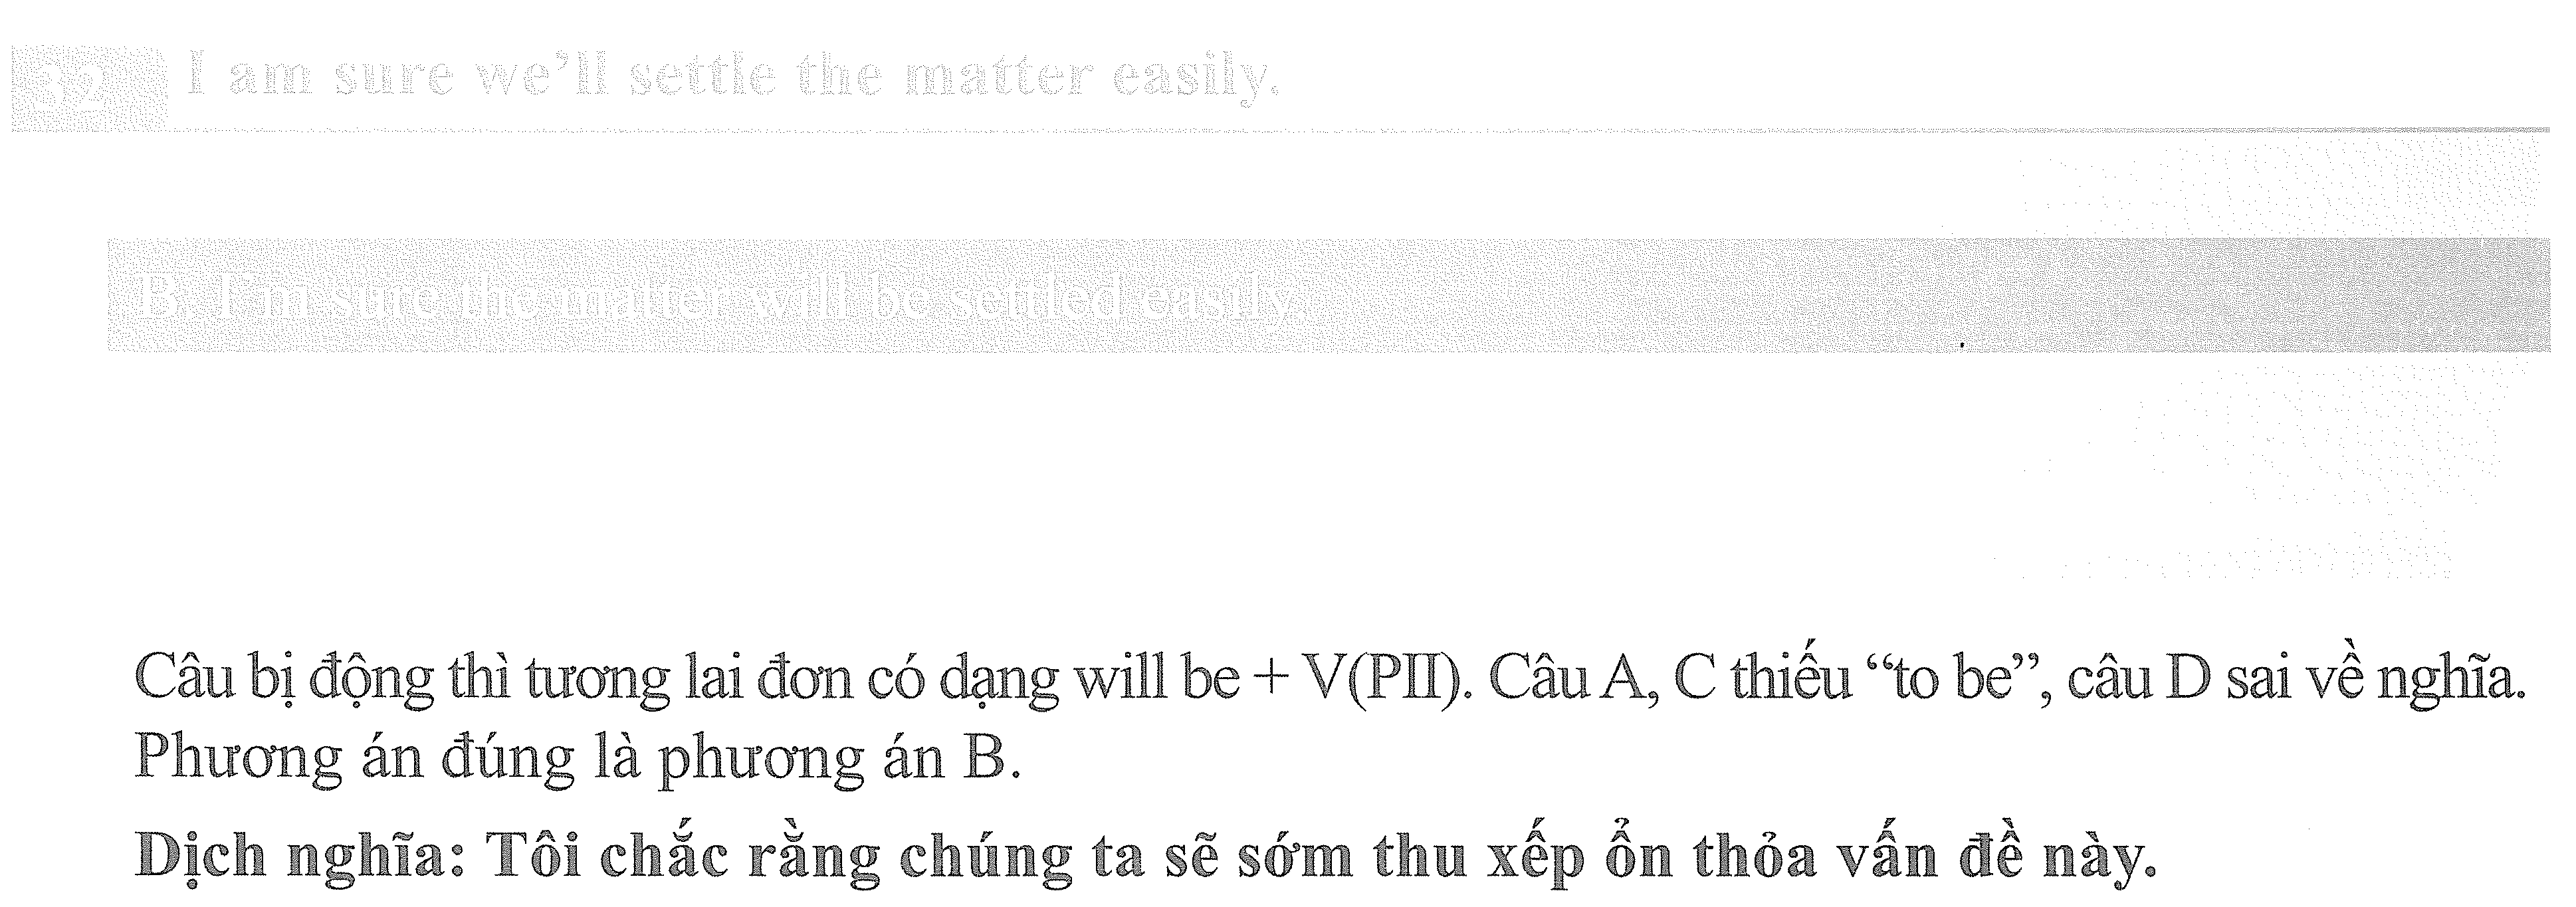 32 I am sure we’ll settle the matter easily.
B. I'm sure the matter will be settled easily.
Câu bị động thì tương lai đơn có dạng will be + V(PII). Câu A, C thiếu “to be”, câu D sai về nghĩa.
Phương án đúng là phương án B.
Dịch nghĩa: Tôi chắc rằng chúng ta sẽ sớm thu xếp ổn thỏa vấn đề này.